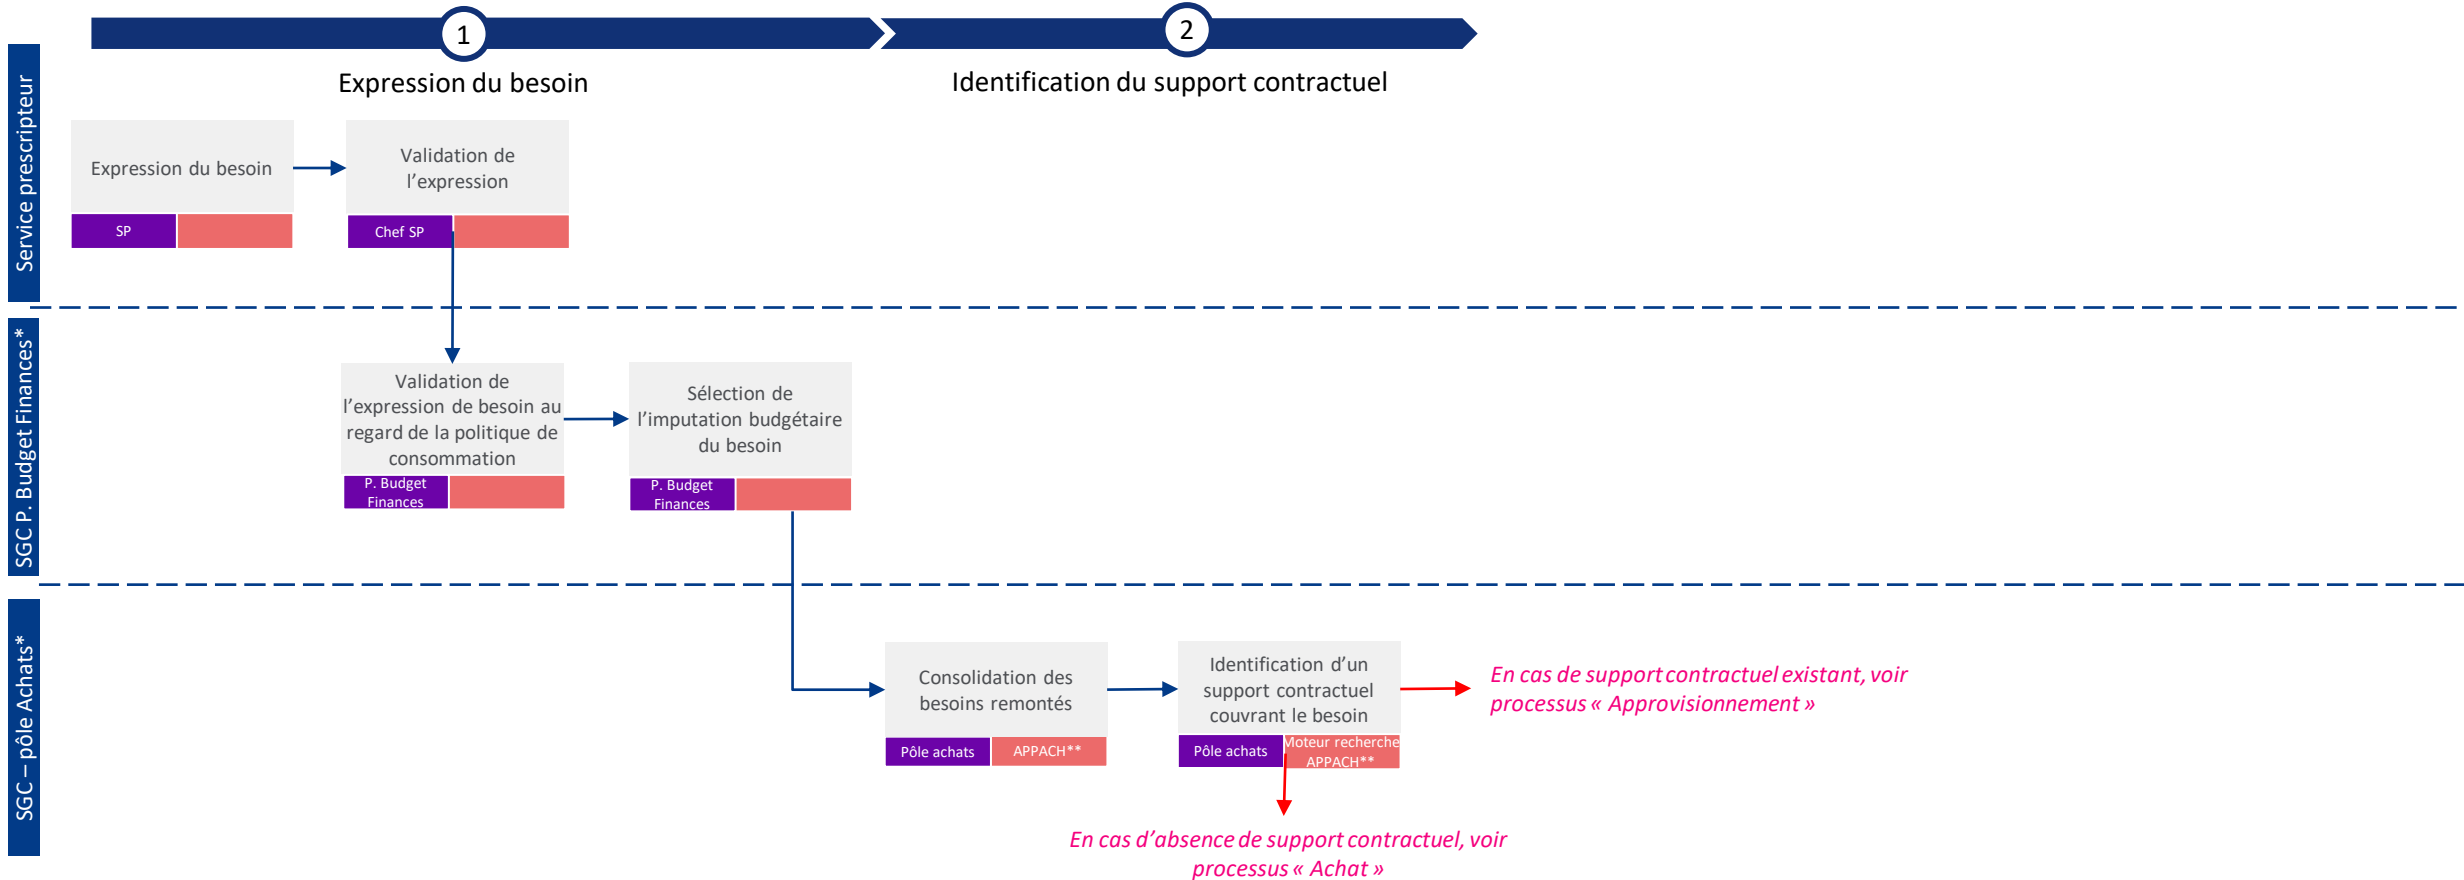 1
2
Expression du besoin
Identification du support contractuel
Service prescripteur
Expression du besoin
SP
Validation de
l’expression
Chef SP
SGC P. Budget Finances*
Validation de
l’expression de besoin au
regard de la politique de
consommation
P. Budget
Finances
Sélection de
l’imputation budgétaire
du besoin
P. Budget
Finances
SGC – pôle Achats*
Consolidation des
besoins remontés
Pôle achats
APPACH**
Identification d’un
support contractuel
couvrant le besoin
Pôle achats
Moteur recherche
APPACH**
En cas de support contractuel existant, voir
processus « Approvisionnement »
En cas d’absence de support contractuel, voir
processus « Achat »